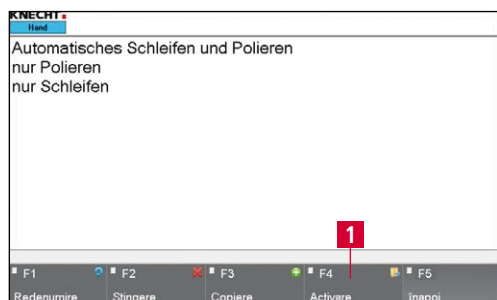 KNECHT.
Hand
Automatisches Schleifen und Polieren
nur Polieren
nur Schleifen
1
F1 F2 F3 F4 F5
Redenumire Stingere Copiere Activare înapoi